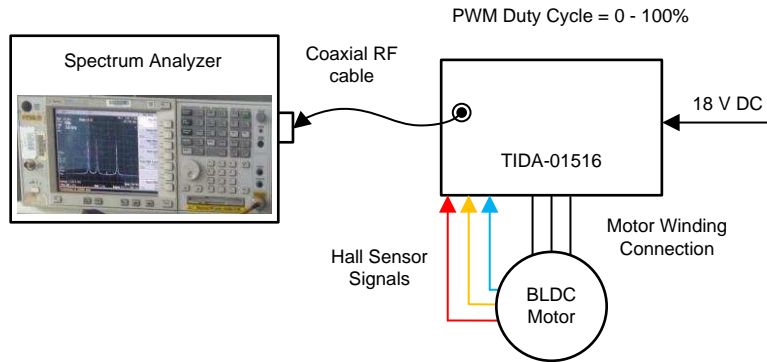 PWM Duty Cycle = 0 - 100%
Spectrum Analyzer
Coaxial RF
cable
18 V DC
TIDA-01516
Motor Winding
Connection
Hall Sensor
Signals
BLDC
Motor